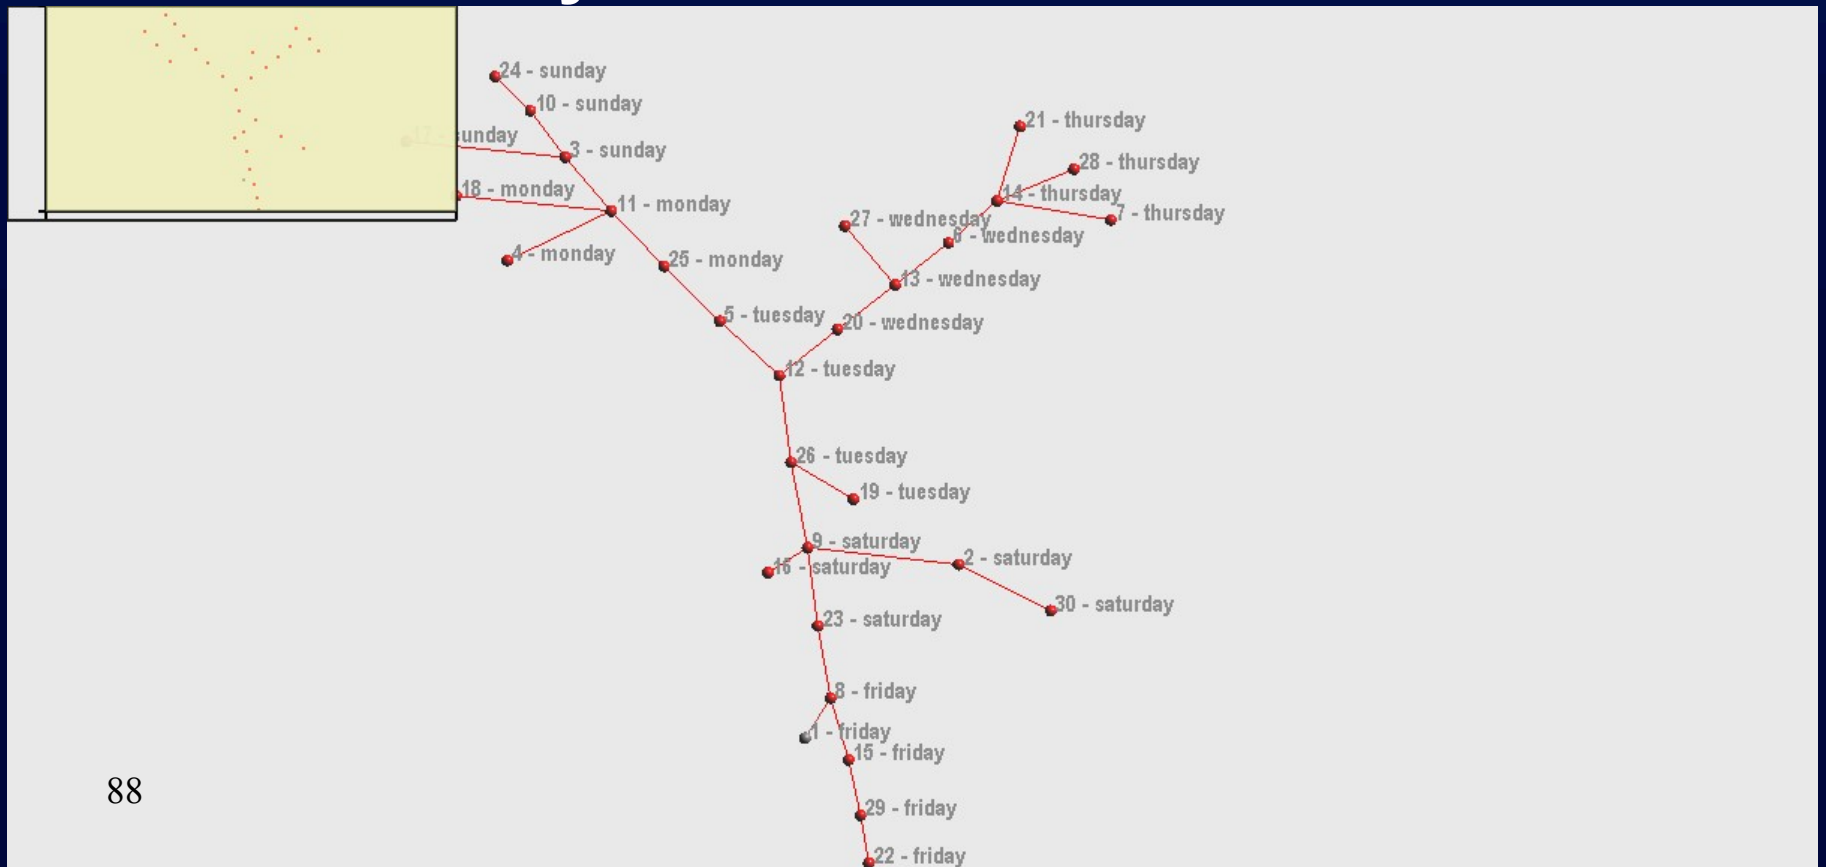 24 - sunday
10 - sunday
21 - thursday
17 - sunday
3 - sunday
28 - thursday
18 - monday
14 - thursday
11 - monday
7 - thursday
27 - wednesday
6 - wednesday
4 - monday
25 - monday
13 - wednesday
5 - tuesday
20 - wednesday
12 - tuesday
26 - tuesday
19 - tuesday
9 - saturday
2 - saturday
16 - saturday
30 - saturday
23 - saturday
8 - friday
1 - friday
15 - friday
88
29 - friday
22 - friday